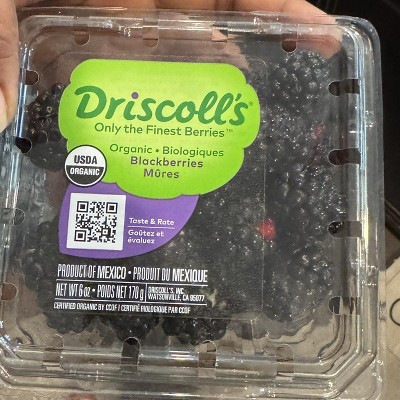 Driscoll's®
Only the Finest Berries™
Organic • Biologiques
Blackberries
Mûres
USDA
ORGANIC
Taste & Rate
Goûtez et
évaluez
PRODUCT OF MEXICO • PRODUIT DU MEXIQUE
NET WT 6 oz • POIDS NET 170 g
DRISCOLL'S, INC.
WATSONVILLE, CA 95077
CERTIFIED ORGANIC BY CCOF | CERTIFIÉ BIOLOGIQUE PAR CCOF